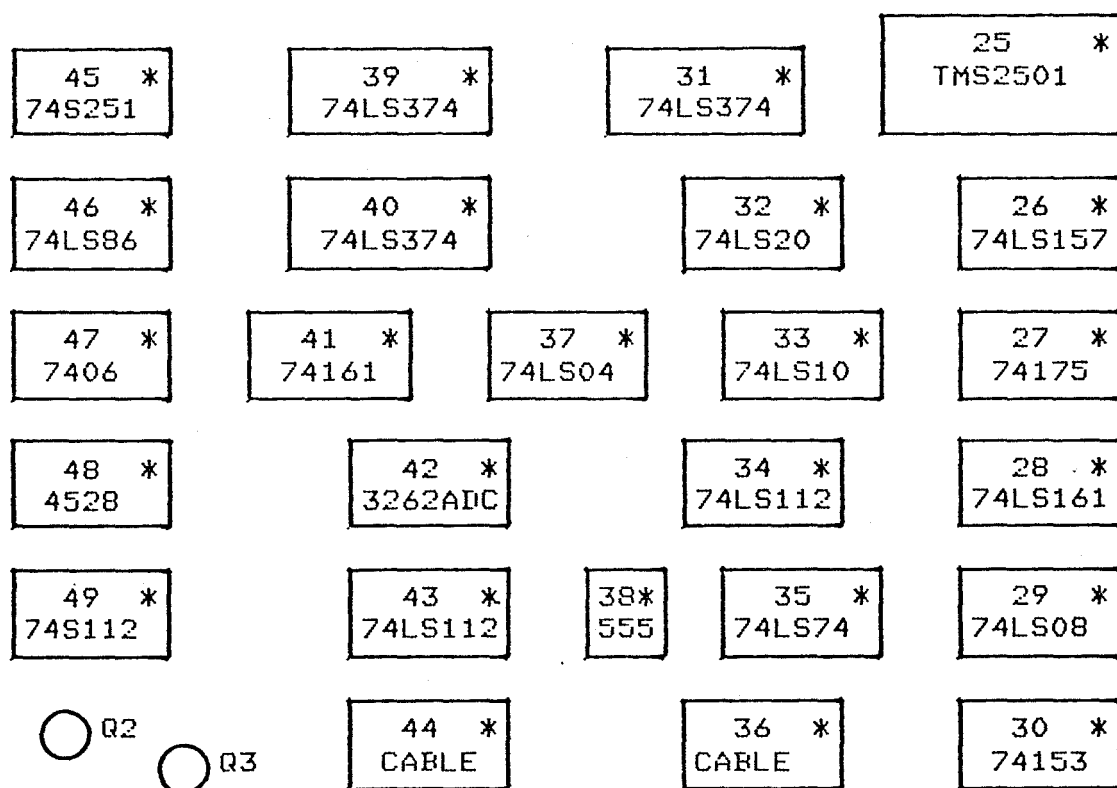 25 *
TMS2501
45 *
74S251
39 *
74LS374
31 *
74LS374
46 *
74LS86
40 *
74LS374
32 *
74LS20
26 *
74LS157
47 *
7406
41 *
74161
37 *
74LS04
33 *
74LS10
27 *
74175
48 *
4528
42 *
3262ADC
34 *
74LS112
28 *
74LS161
49 *
74S112
43 *
74LS112
38*
555
35 *
74LS74
29 *
74LS08
Q2
Q3
44 *
CABLE
36 *
CABLE
30 *
74153